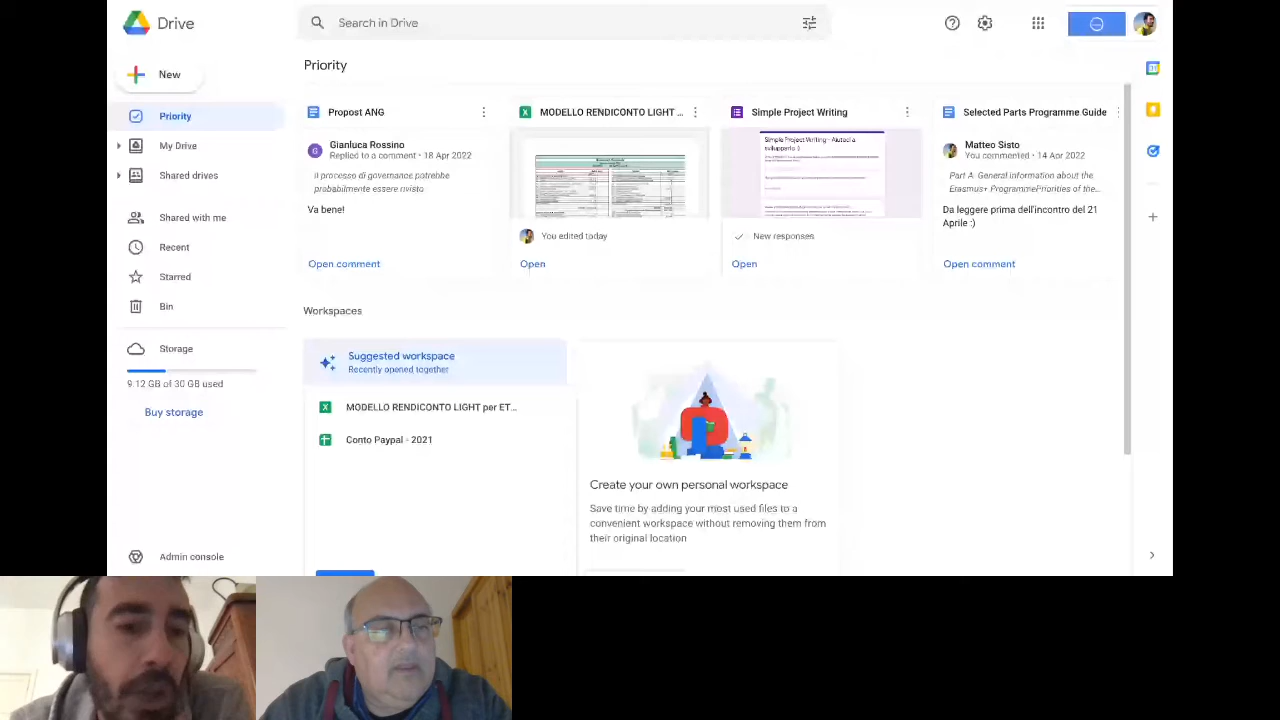 Drive
Search in Drive
New
Priority
My Drive
Shared drives
Shared with me
Recent
Starred
Bin
Storage
9.12 GB of 30 GB used
Buy storage
Admin console
Priority
Propost ANG
Gianluca Rossino
Replied to a comment • 18 Apr 2022
il processo di governance potrebbe
probabilmente essere rivisto
Va bene!
Open comment
MODELLO RENDICONTO LIGHT ...
You edited today
Open
Simple Project Writing
Simple Project Writing - Aiutaci a
svilupparlo :)
New responses
Open
Selected Parts Programme Guide
Matteo Sisto
You commented • 14 Apr 2022
Part A: General information about the
Erasmus+ ProgrammePriorities of the...
Da leggere prima dell'incontro del 21
Aprile :)
Open comment
Workspaces
Suggested workspace
Recently opened together
MODELLO RENDICONTO LIGHT per ET...
Conto Paypal - 2021
Create your own personal workspace
Save time by adding your most used files to a
convenient workspace without removing them from
their original location